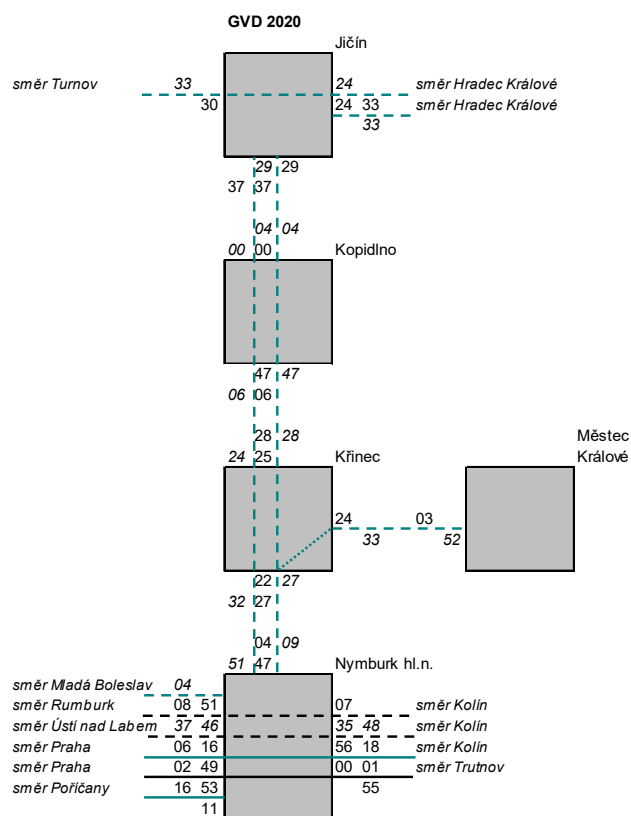 GVD 2020
Jičín
směr Turnov 33 24 směr Hradec Králové
30 24 33 směr Hradec Králové
33
29 29
37 37
04 04
00 00 Kopidlno
47 47
06 06
28 28 Městec
24 25 Křinec Králové
24 03
33 52
22 27
32 27
04 09
51 47 Nymburk hl.n.
směr Mladá Boleslav 04
směr Rumburk 08 51 07 směr Kolín
směr Ústí nad Labem 37 46 35 48 směr Kolín
směr Praha 06 16 56 18 směr Kolín
směr Praha 02 49 00 01 směr Trutnov
směr Poříčany 16 53 55
11